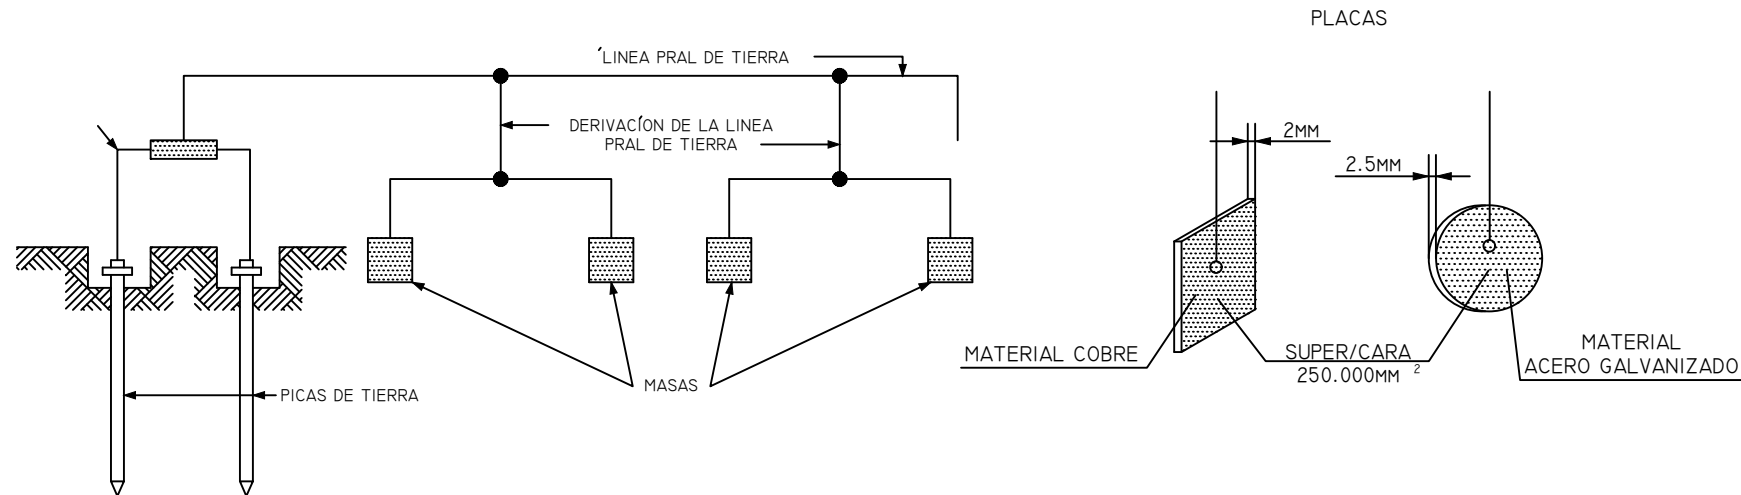 PLACAS
´LINEA PRAL DE TIERRA
DERIVACÍON DE LA LINEA
PRAL DE TIERRA
2MM
2.5MM
MATERIAL COBRE
SUPER/CARA
250.000MM ²
MATERIAL
ACERO GALVANIZADO
MASAS
PICAS DE TIERRA